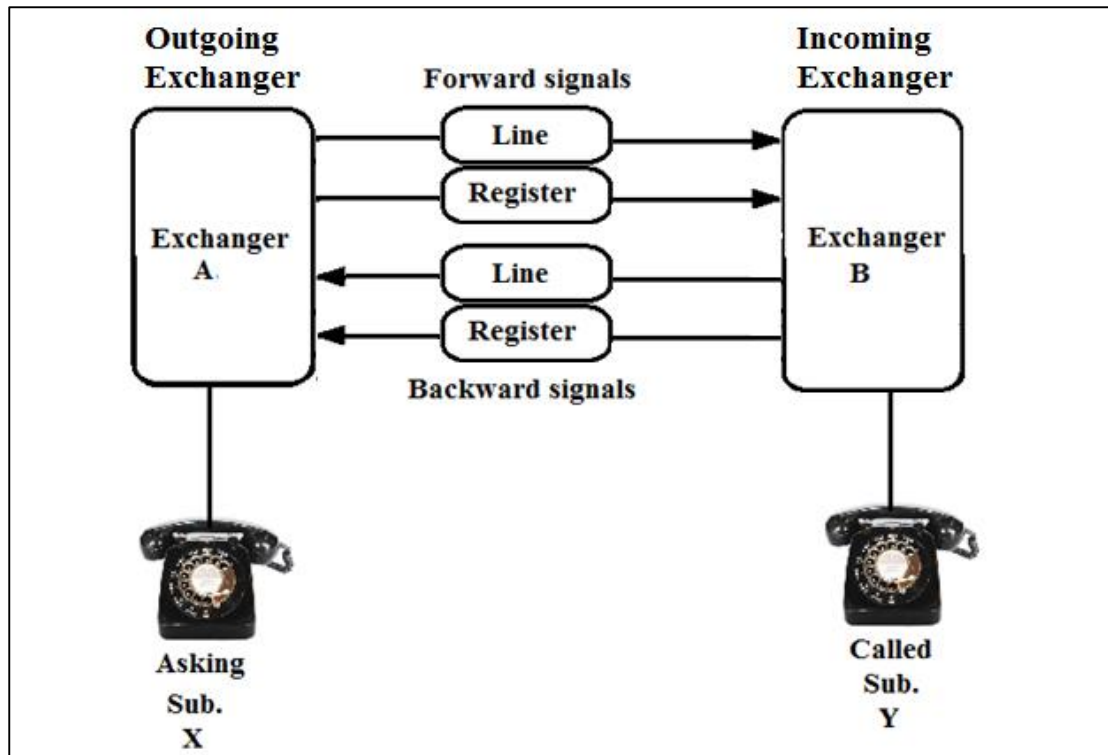 Outgoing
Exchanger
Incoming
Exchanger
Forward signals
Line
Register
Line
Register
Backward signals
Exchanger
A.
Exchanger
B
Asking
Sub.
X
Called
Sub.
Y